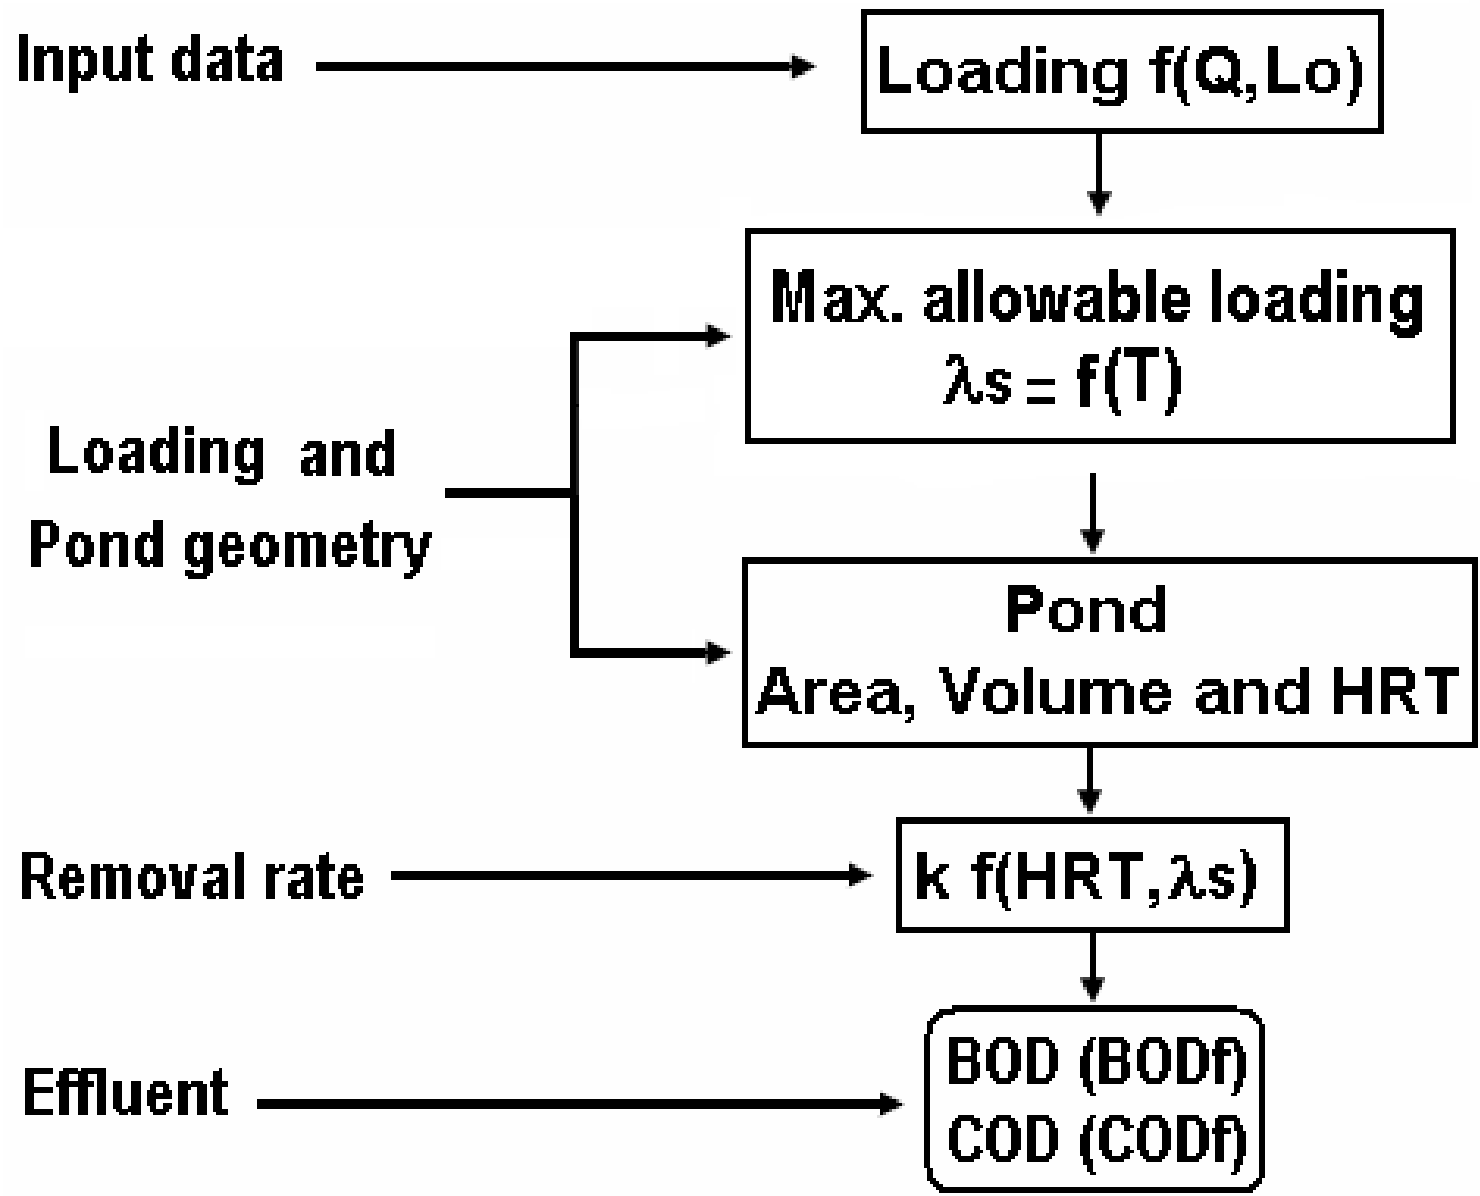 Input data
Loading f(Q,Lo)
Max. allowable loading
λs = f(T)
Loading and
Pond geometry
Pond
Area, Volume and HRT
Removal rate
k f(HRT,λs)
Effluent
BOD (BODf)
COD (CODf)